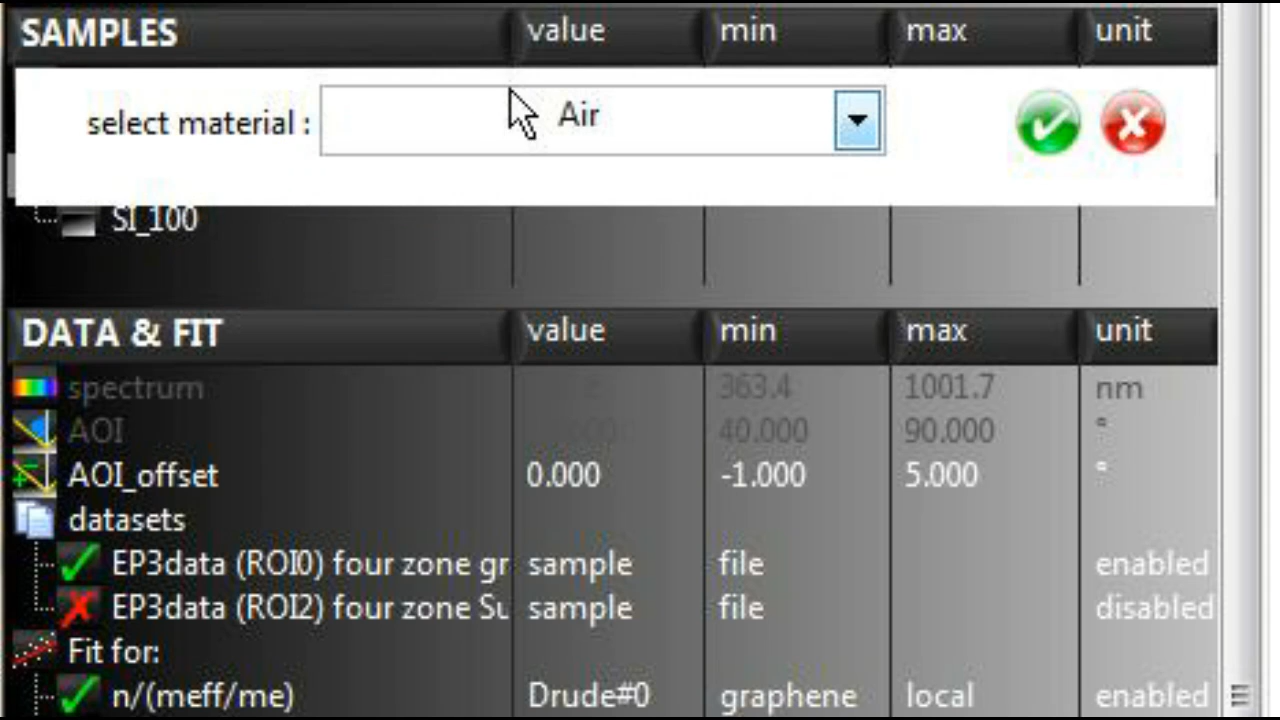 SAMPLES value min max unit
select material : Air
SI_100
DATA & FIT value min max unit
spectrum 363.4 1001.7 nm
AOI 40.000 90.000 °
AOI_offset 0.000 -1.000 5.000 °
datasets
EP3data (ROI0) four zone gr sample file enabled
EP3data (ROI2) four zone Su sample file disabled
Fit for:
n/(meff/me) Drude#0 graphene local enabled